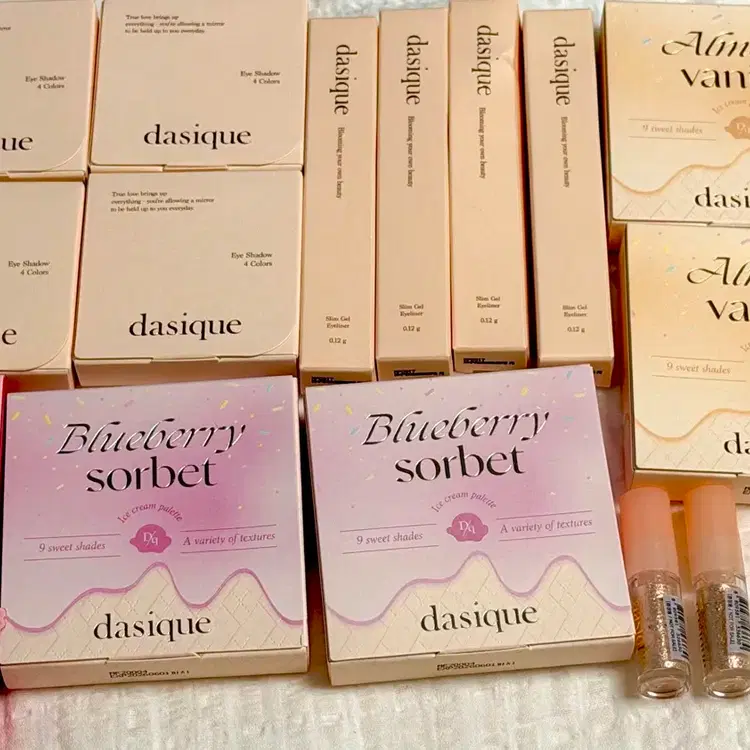 True love brings up
everything - you're allowing a mirror
to be held up to you everyday.
Eye Shadow
4 Colors
dasique
True love brings up
everything - you're allowing a mirror
to be held up to you everyday.
Eye Shadow
4 Colors
dasique
Eye Shadow
4 Colors
dasique
Blooming your own beauty
Slim Gel
Eyeliner
0.12 g
dasique
Blooming your own beauty
Slim Gel
Eyeliner
0.12 g
dasique
Blooming your own beauty
Slim Gel
Eyeliner
0.12 g
dasique
Blooming your own beauty
Slim Gel
Eyeliner
0.12 g
9 sweet shades
D/q
9 sweet shades
Blueberry
sorbet
Ice cream palette
9 sweet shades
D/q
A variety of textures
dasique
Blueberry
sorbet
Ice cream palette
9 sweet shades
D/q
A variety of textures
dasique